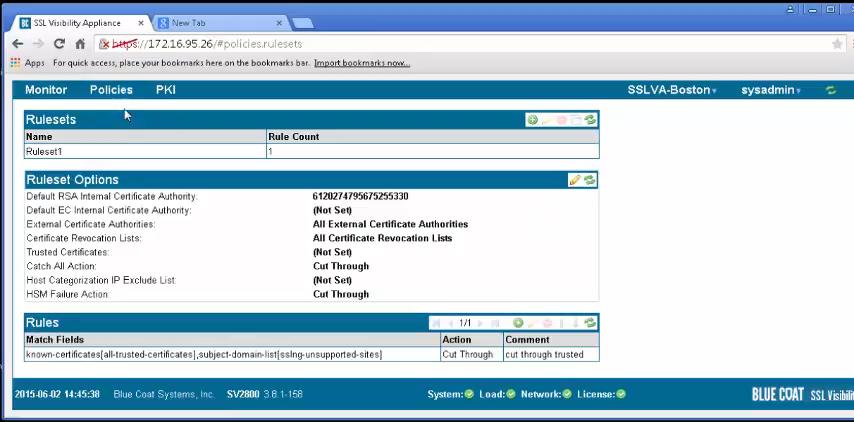 SSL Visibility Appliance
New Tab
https://172.16.95.26/#policies.rulesets
Apps For quick access, place your bookmarks here on the bookmarks bar. Import bookmarks now...
Monitor Policies PKI SSLVA-Boston sysadmin
Rulesets
Name Rule Count
Ruleset1 1
Ruleset Options
Default RSA Internal Certificate Authority: 6120274795675255330
Default EC Internal Certificate Authority: (Not Set)
External Certificate Authorities: All External Certificate Authorities
Certificate Revocation Lists: All Certificate Revocation Lists
Trusted Certificates: (Not Set)
Catch All Action: Cut Through
Host Categorization IP Exclude List: (Not Set)
HSM Failure Action: Cut Through
Rules 1/1
Match Fields Action Comment
known-certificates[all-trusted-certificates],subject-domain-list[sslng-unsupported-sites] Cut Through cut through trusted
2015-06-02 14:45:38 Blue Coat Systems, Inc. SV2800 3.8.1-158 System: Load: Network: License: BLUE COAT SSL Visibili